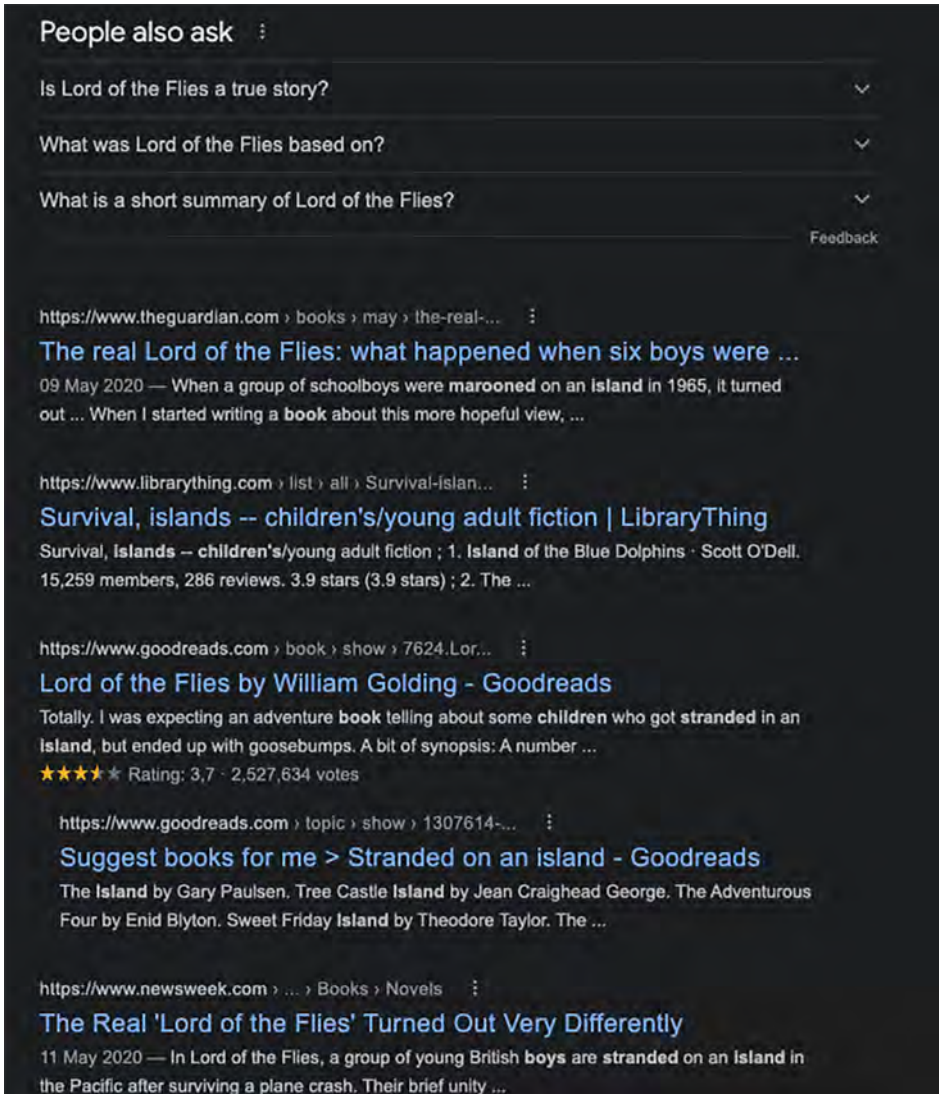 People also ask
Is Lord of the Flies a true story?
What was Lord of the Flies based on?
What is a short summary of Lord of the Flies?
Feedback
https://www.theguardian.com › books › may › the-real-...
The real Lord of the Flies: what happened when six boys were ...
09 May 2020 — When a group of schoolboys were marooned on an island in 1965, it turned
out ... When I started writing a book about this more hopeful view, ...
https://www.librarything.com › list › all › Survival-islan...
Survival, islands -- children's/young adult fiction | LibraryThing
Survival, islands -- children's/young adult fiction ; 1. Island of the Blue Dolphins · Scott O'Dell.
15,259 members, 286 reviews. 3.9 stars (3.9 stars) ; 2. The ...
https://www.goodreads.com › book › show › 7624.Lor...
Lord of the Flies by William Golding - Goodreads
Totally. I was expecting an adventure book telling about some children who got stranded in an
island, but ended up with goosebumps. A bit of synopsis: A number ...
Rating: 3,7 · 2,527,634 votes
https://www.goodreads.com › topic › show › 1307614-...
Suggest books for me > Stranded on an island - Goodreads
The Island by Gary Paulsen. Tree Castle Island by Jean Craighead George. The Adventurous
Four by Enid Blyton. Sweet Friday Island by Theodore Taylor. The ...
https://www.newsweek.com › ... › Books › Novels
The Real 'Lord of the Flies' Turned Out Very Differently
11 May 2020 — In Lord of the Flies, a group of young British boys are stranded on an island in
the Pacific after surviving a plane crash. Their brief unity ...